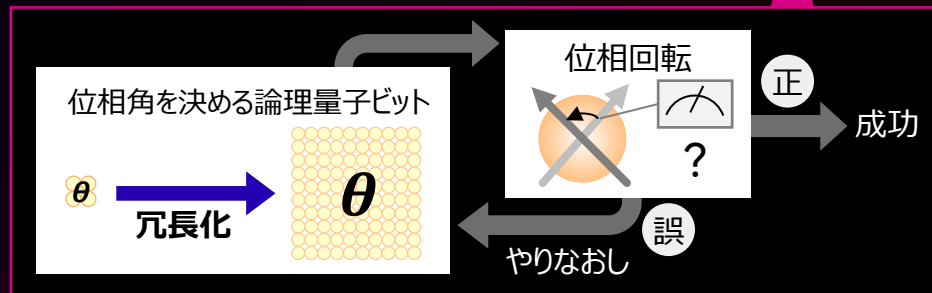 位相角を決める論理量子ビット
θ
冗長化
θ
位相回転
?
正
成功
誤
やりなおし